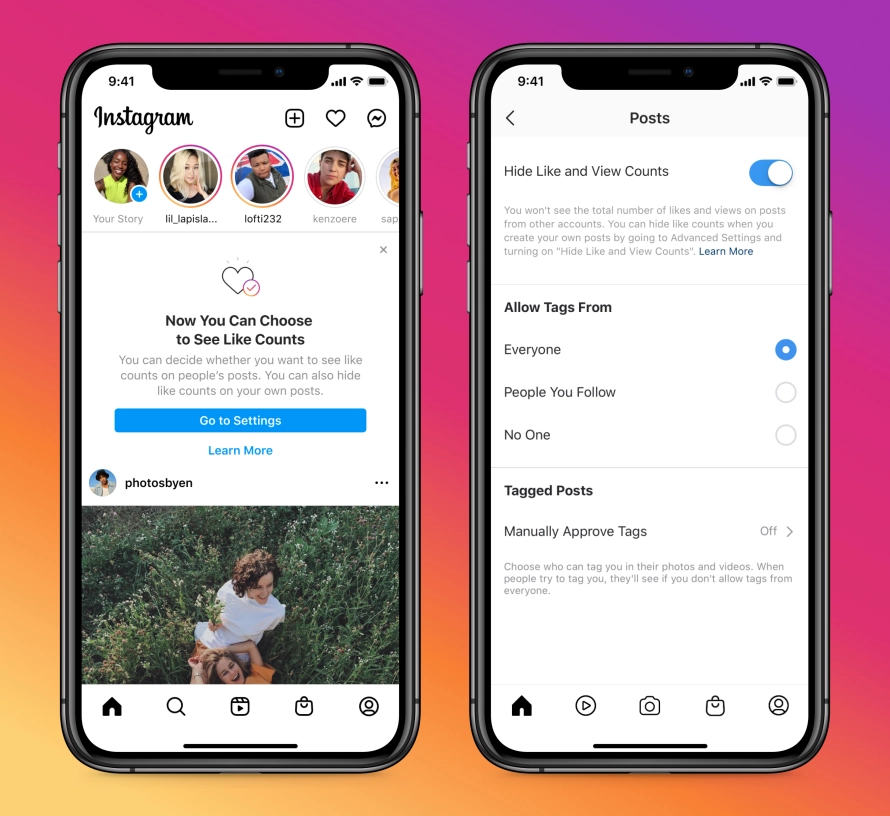 9:41
Instagram
Your Story
lil_lapisla...
lofti232
kenzoere
sap
Now You Can Choose
to See Like Counts
You can decide whether you want to see like
counts on people's posts. You can also hide
like counts on your own posts.
Go to Settings
Learn More
photosbyen
9:41
Posts
Hide Like and View Counts
You won't see the total number of likes and views on posts
from other accounts. You can hide like counts when you
create your own posts by going to Advanced Settings and
turning on "Hide Like and View Counts". Learn More
Allow Tags From
Everyone
People You Follow
No One
Tagged Posts
Manually Approve Tags
Off
Choose who can tag you in their photos and videos. When
people try to tag you, they'll see if you don't allow tags from
everyone.